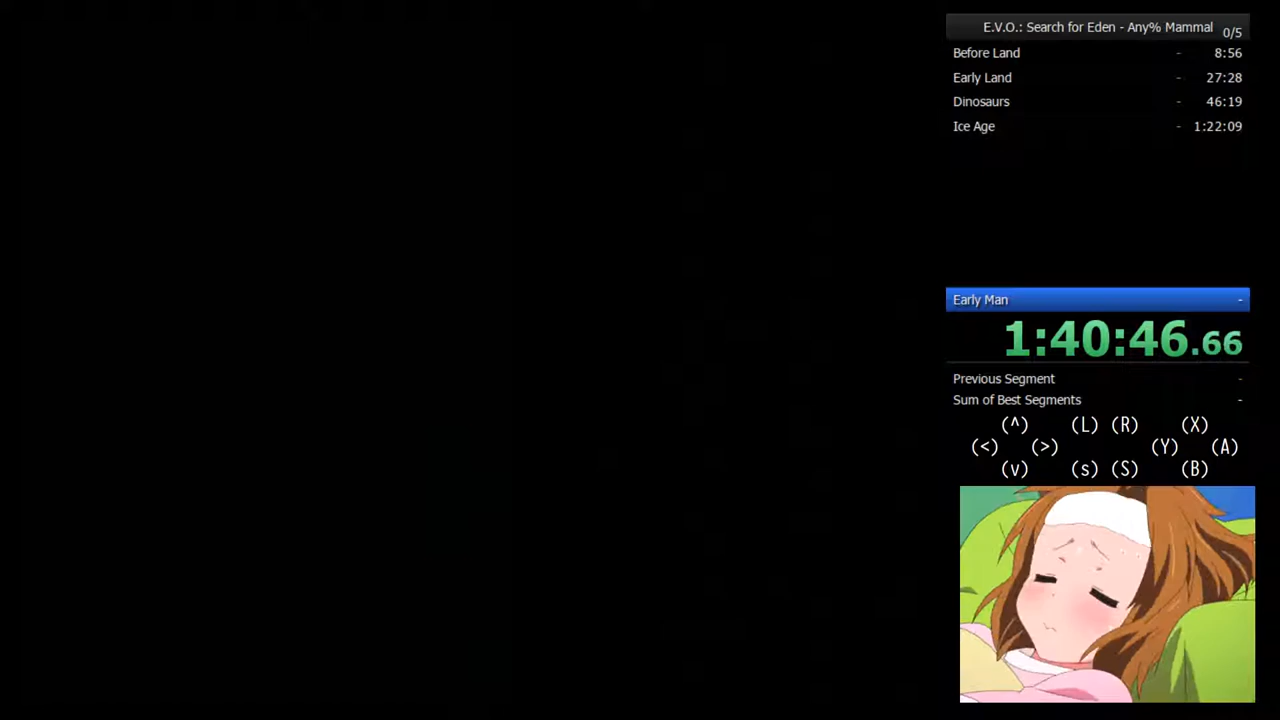 E.V.O.: Search for Eden - Any% Mammal 0/5
Before Land - 8:56
Early Land - 27:28
Dinosaurs - 46:19
Ice Age - 1:22:09
Early Man -
1:40:46.66
Previous Segment -
Sum of Best Segments -
(^) (L) (R) (X)
(<) (>) (Y) (A)
(v) (s) (S) (B)